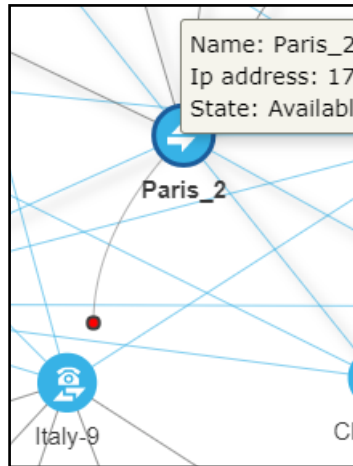 Name: Paris_2
Ip address: 17
State: Availabl
Paris_2
Italy-9